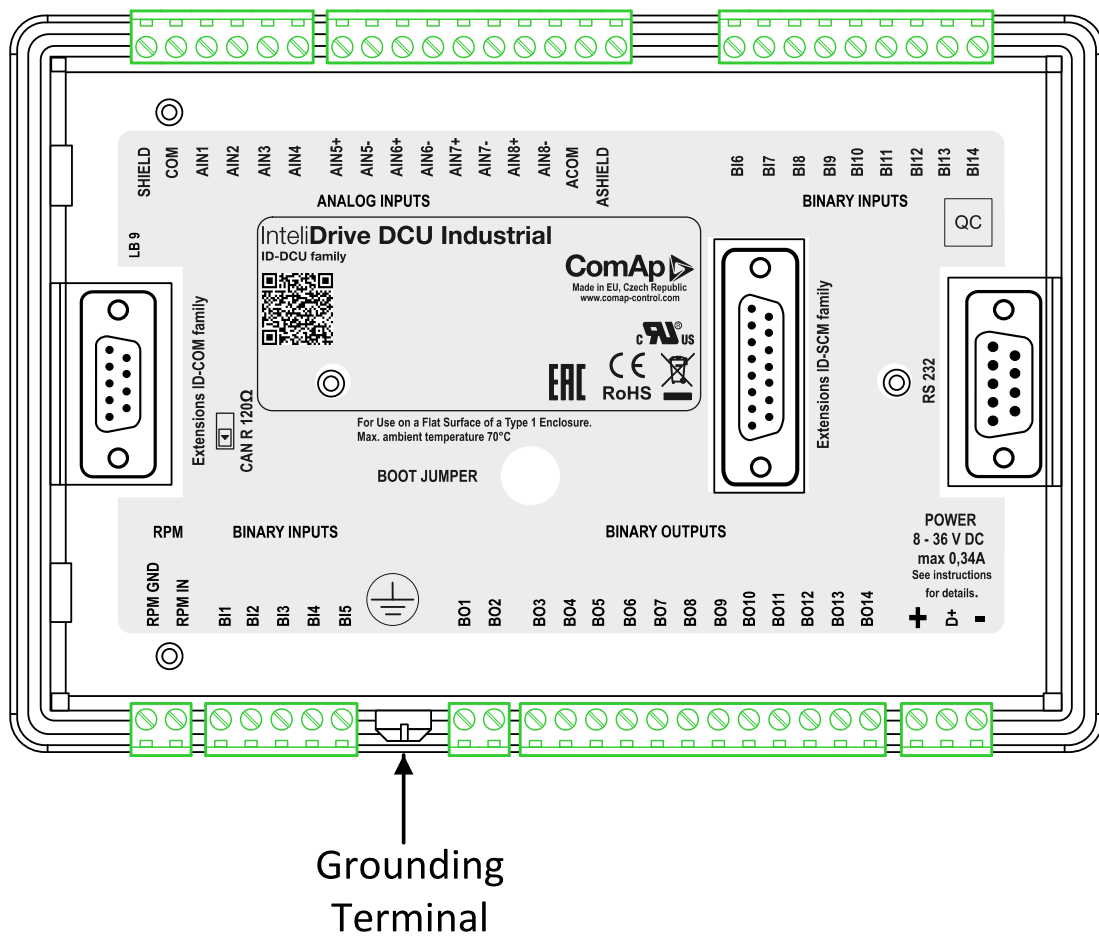 SHIELD
COM
AIN1
AIN2
AIN3
AIN4
AIN5+
AIN5-
AIN6+
AIN6-
AIN7+
AIN7-
AIN8+
AIN8-
ACOM
ASHIELD
BI6
BI7
BI8
BI9
BI10
BI11
BI12
BI13
BI14
ANALOG INPUTS
BINARY INPUTS
QC
LB 9
InteliDrive DCU Industrial
ID-DCU family
ComAp
Made in EU, Czech Republic
www.comap-control.com
C RU ® US
EAC
CE
RoHS
Extensions ID-COM family
CAN R 120Ω
Extensions ID-SCM family
RS 232
For Use on a Flat Surface of a Type 1 Enclosure.
Max. ambient temperature 70°C
BOOT JUMPER
RPM
BINARY INPUTS
BINARY OUTPUTS
POWER
8 - 36 V DC
max 0,34A
See instructions
for details.
RPM GND
RPM IN
BI1
BI2
BI3
BI4
BI5
BO1
BO2
BO3
BO4
BO5
BO6
BO7
BO8
BO9
BO10
BO11
BO12
BO13
BO14
+
D+
-
Grounding
Terminal